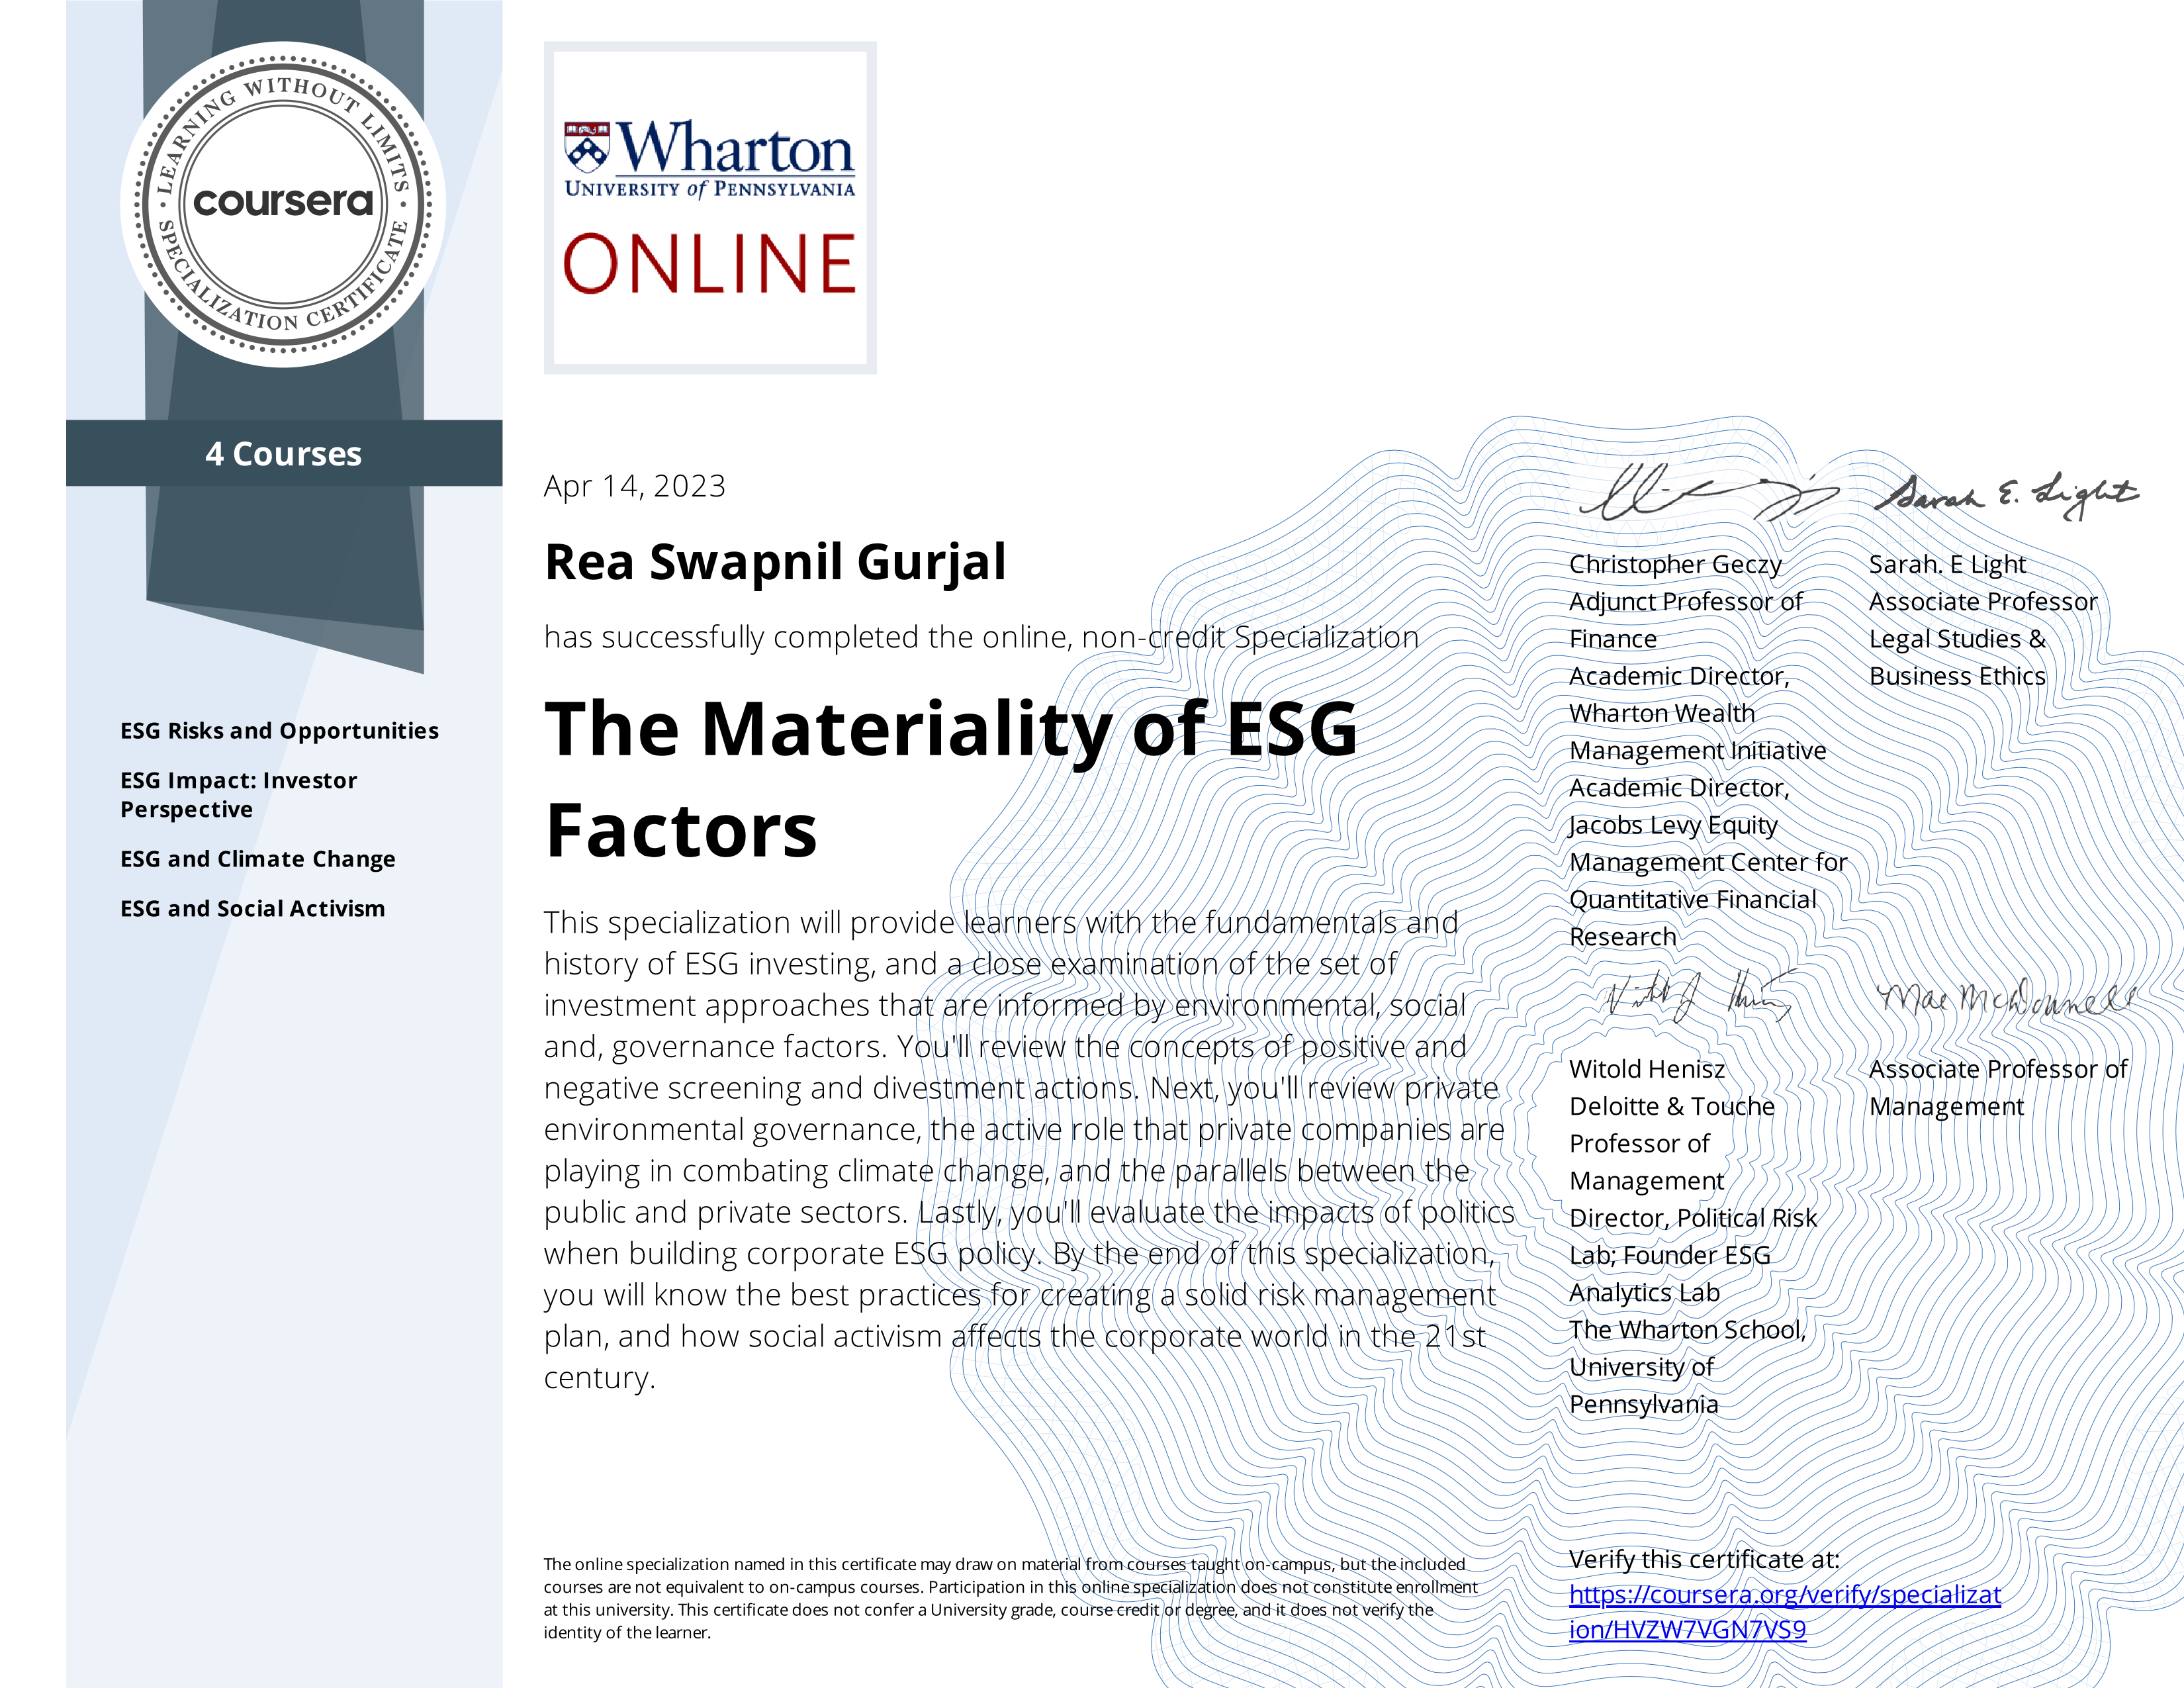 LEARNING WITHOUT LIMITS
coursera
SPECIALIZATION CERTIFICATE
4 Courses
ESG Risks and Opportunities
ESG Impact: Investor
Perspective
ESG and Climate Change
ESG and Social Activism
Wharton
UNIVERSITY of PENNSYLVANIA
ONLINE
Apr 14, 2023
Rea Swapnil Gurjal
has successfully completed the online, non-credit Specialization
The Materiality of ESG
Factors
This specialization will provide learners with the fundamentals and
history of ESG investing, and a close examination of the set of
investment approaches that are informed by environmental, social
and, governance factors. You'll review the concepts of positive and
negative screening and divestment actions. Next, you'll review private
environmental governance, the active role that private companies are
playing in combating climate change, and the parallels between the
public and private sectors. Lastly, you'll evaluate the impacts of politics
when building corporate ESG policy. By the end of this specialization,
you will know the best practices for creating a solid risk management
plan, and how social activism affects the corporate world in the 21st
century.
The online specialization named in this certificate may draw on material from courses taught on-campus, but the included
courses are not equivalent to on-campus courses. Participation in this online specialization does not constitute enrollment
at this university. This certificate does not confer a University grade, course credit or degree, and it does not verify the
identity of the learner.
Christopher Geczy
Adjunct Professor of
Finance
Academic Director,
Wharton Wealth
Management Initiative
Academic Director,
Jacobs Levy Equity
Management Center for
Quantitative Financial
Research
Sarah E. Light
Sarah. E Light
Associate Professor
Legal Studies &
Business Ethics
Witold Henisz
Deloitte & Touche
Professor of
Management
Director, Political Risk
Lab; Founder ESG
Analytics Lab
The Wharton School,
University of
Pennsylvania
Mae McDonnell
Associate Professor of
Management
Verify this certificate at:
https://coursera.org/verify/specializat
ion/HVZW7VGN7VS9